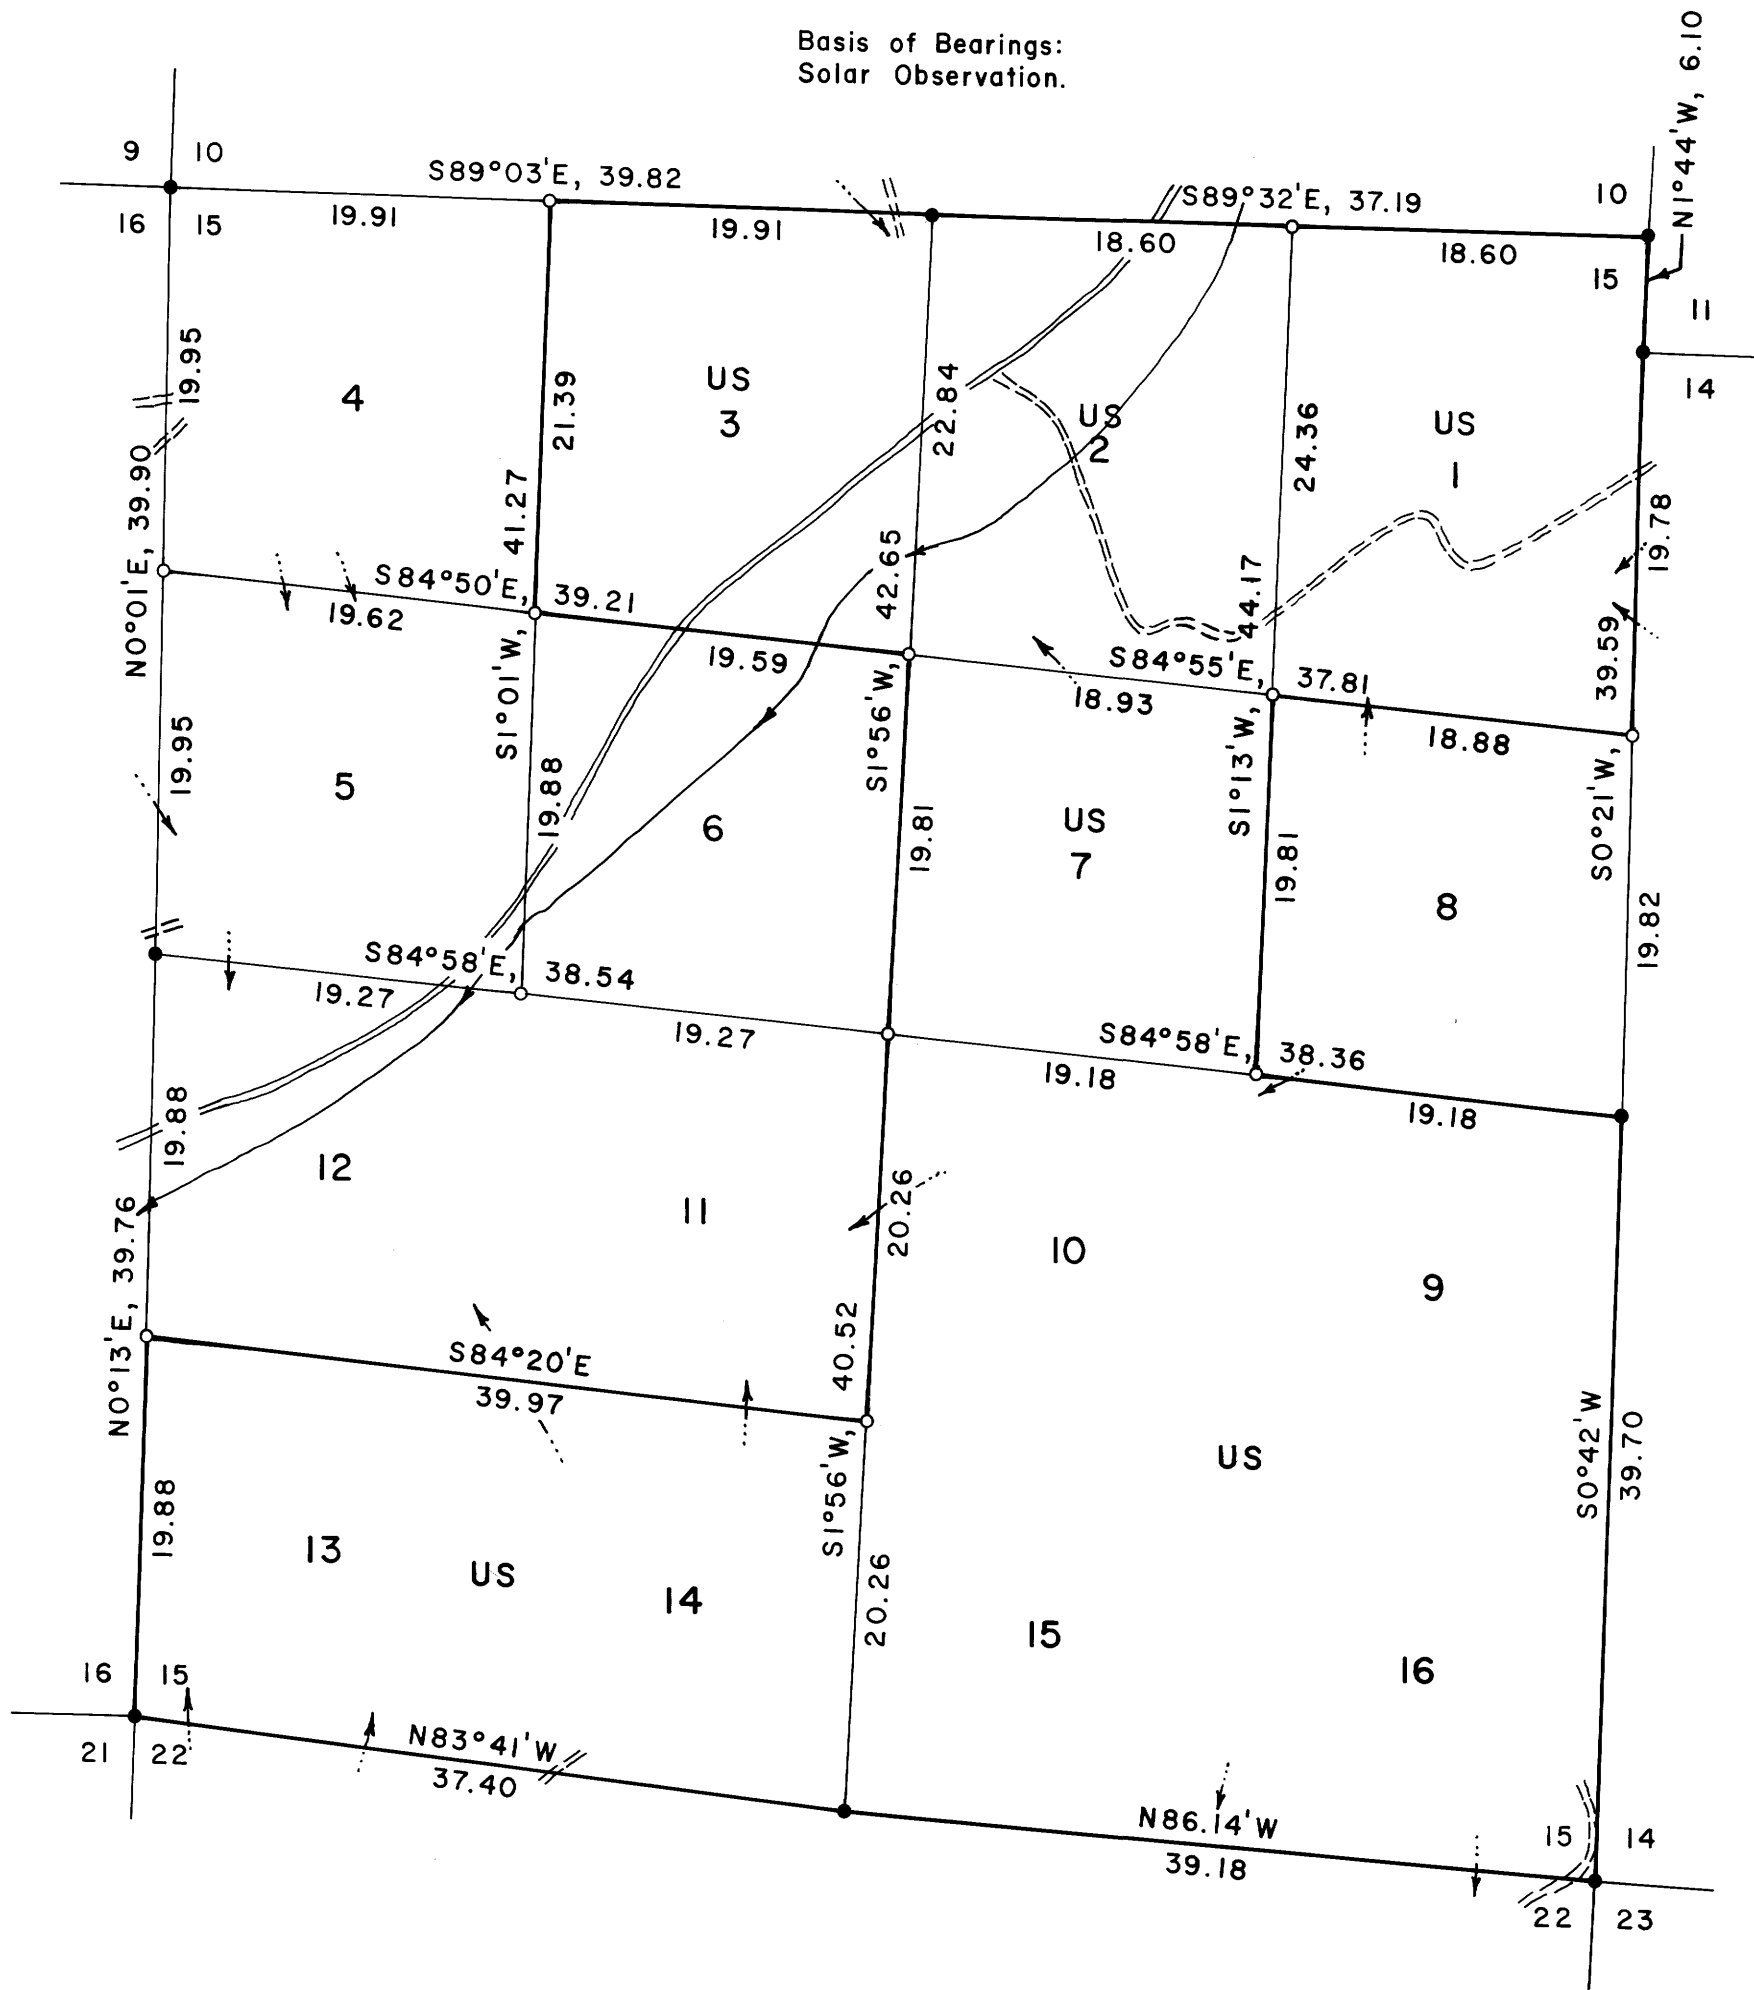 Basis of Bearings:
Solar Observation.
N1°44'W, 6.10
9 10
16 15
S89°03'E, 39.82
19.91
19.91
S89°32'E, 37.19
18.60
18.60
10
15
11
14
19.95
4
21.39
US
3
22.84
US
2
24.36
US
1
19.78
N0°01'E, 39.90
41.27
42.65
44.17
39.59
S84°50'E, 39.21
19.62
19.59
S84°55'E, 37.81
18.93
18.88
S1°01'W,
S1°56'W,
S1°13'W,
S0°21'W,
19.95
5
19.88
6
19.81
US
7
19.81
8
19.82
S84°58'E, 38.54
19.27
19.27
S84°58'E, 38.36
19.18
19.18
19.88
12
11
20.26
10
9
N0°13'E, 39.76
40.52
S84°20'E
39.97
S1°56'W,
US
S0°42'W
39.70
19.88
13
US
14
20.26
15
16
16 15
21 22
N83°41'W
37.40
N86.14'W
39.18
15 14
22 23